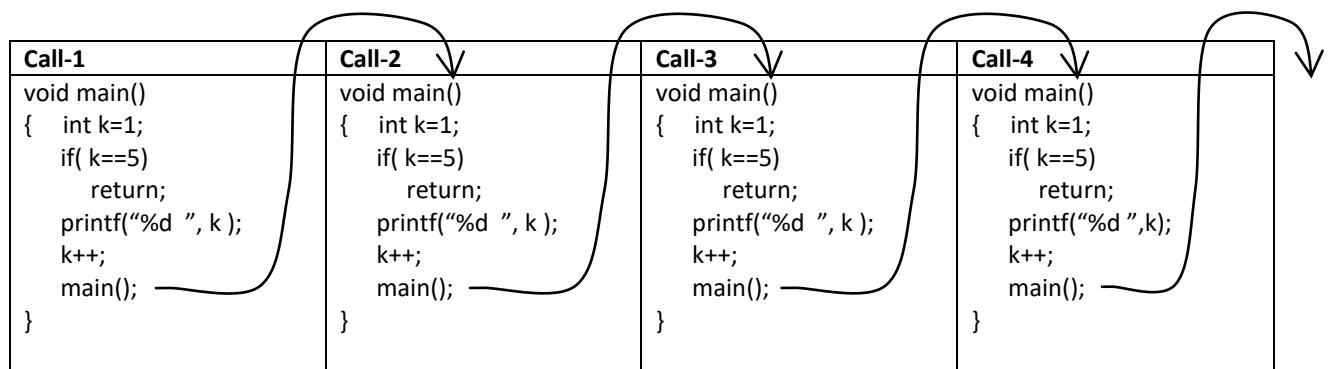 Call-1
void main()
{ int k=1;
if( k==5)
return;
printf(“%d ”, k );
k++;
main();
}
Call-2
void main()
{ int k=1;
if( k==5)
return;
printf(“%d ”, k );
k++;
main();
}
Call-3
void main()
{ int k=1;
if( k==5)
return;
printf(“%d ”, k );
k++;
main();
}
Call-4
void main()
{ int k=1;
if( k==5)
return;
printf(“%d ”,k);
k++;
main();
}